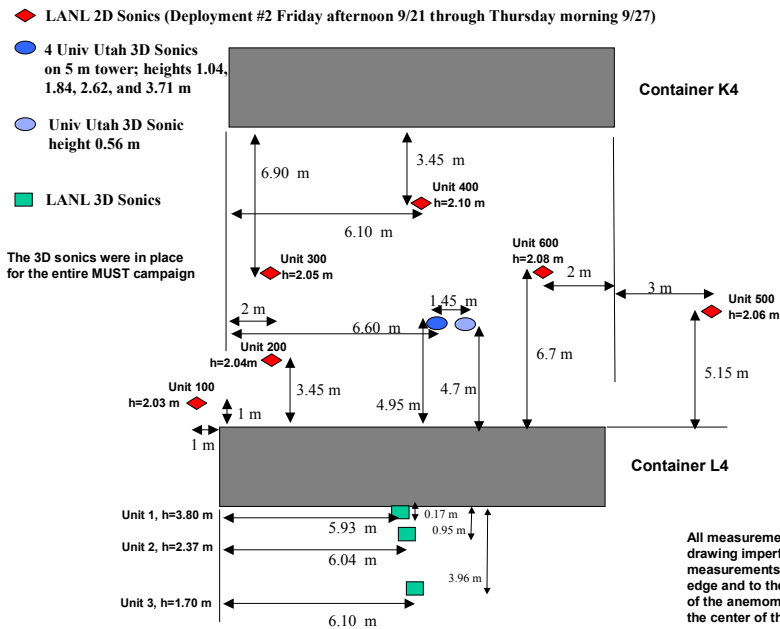 LANL 2D Sonics (Deployment #2 Friday afternoon 9/21 through Thursday morning 9/27)
4 Univ Utah 3D Sonics
on 5 m tower; heights 1.04,
1.84, 2.62, and 3.71 m
Univ Utah 3D Sonic
height 0.56 m
LANL 3D Sonics
The 3D sonics were in place
for the entire MUST campaign
Container K4
6.90 m
3.45 m
Unit 400
h=2.10 m
6.10 m
Unit 300
h=2.05 m
Unit 600
h=2.08 m
2 m
3 m
Unit 500
h=2.06 m
2 m
1.45 m
6.60 m
Unit 200
h=2.04m
3.45 m
6.7 m
5.15 m
4.95 m
4.7 m
Unit 100
h=2.03 m
1 m
1 m
Container L4
Unit 1, h=3.80 m
5.93 m
0.17 m
0.95 m
Unit 2, h=2.37 m
6.04 m
3.96 m
Unit 3, h=1.70 m
6.10 m
All measureme
drawing imperf
measurements
edge and to the
of the anemom
the center of th